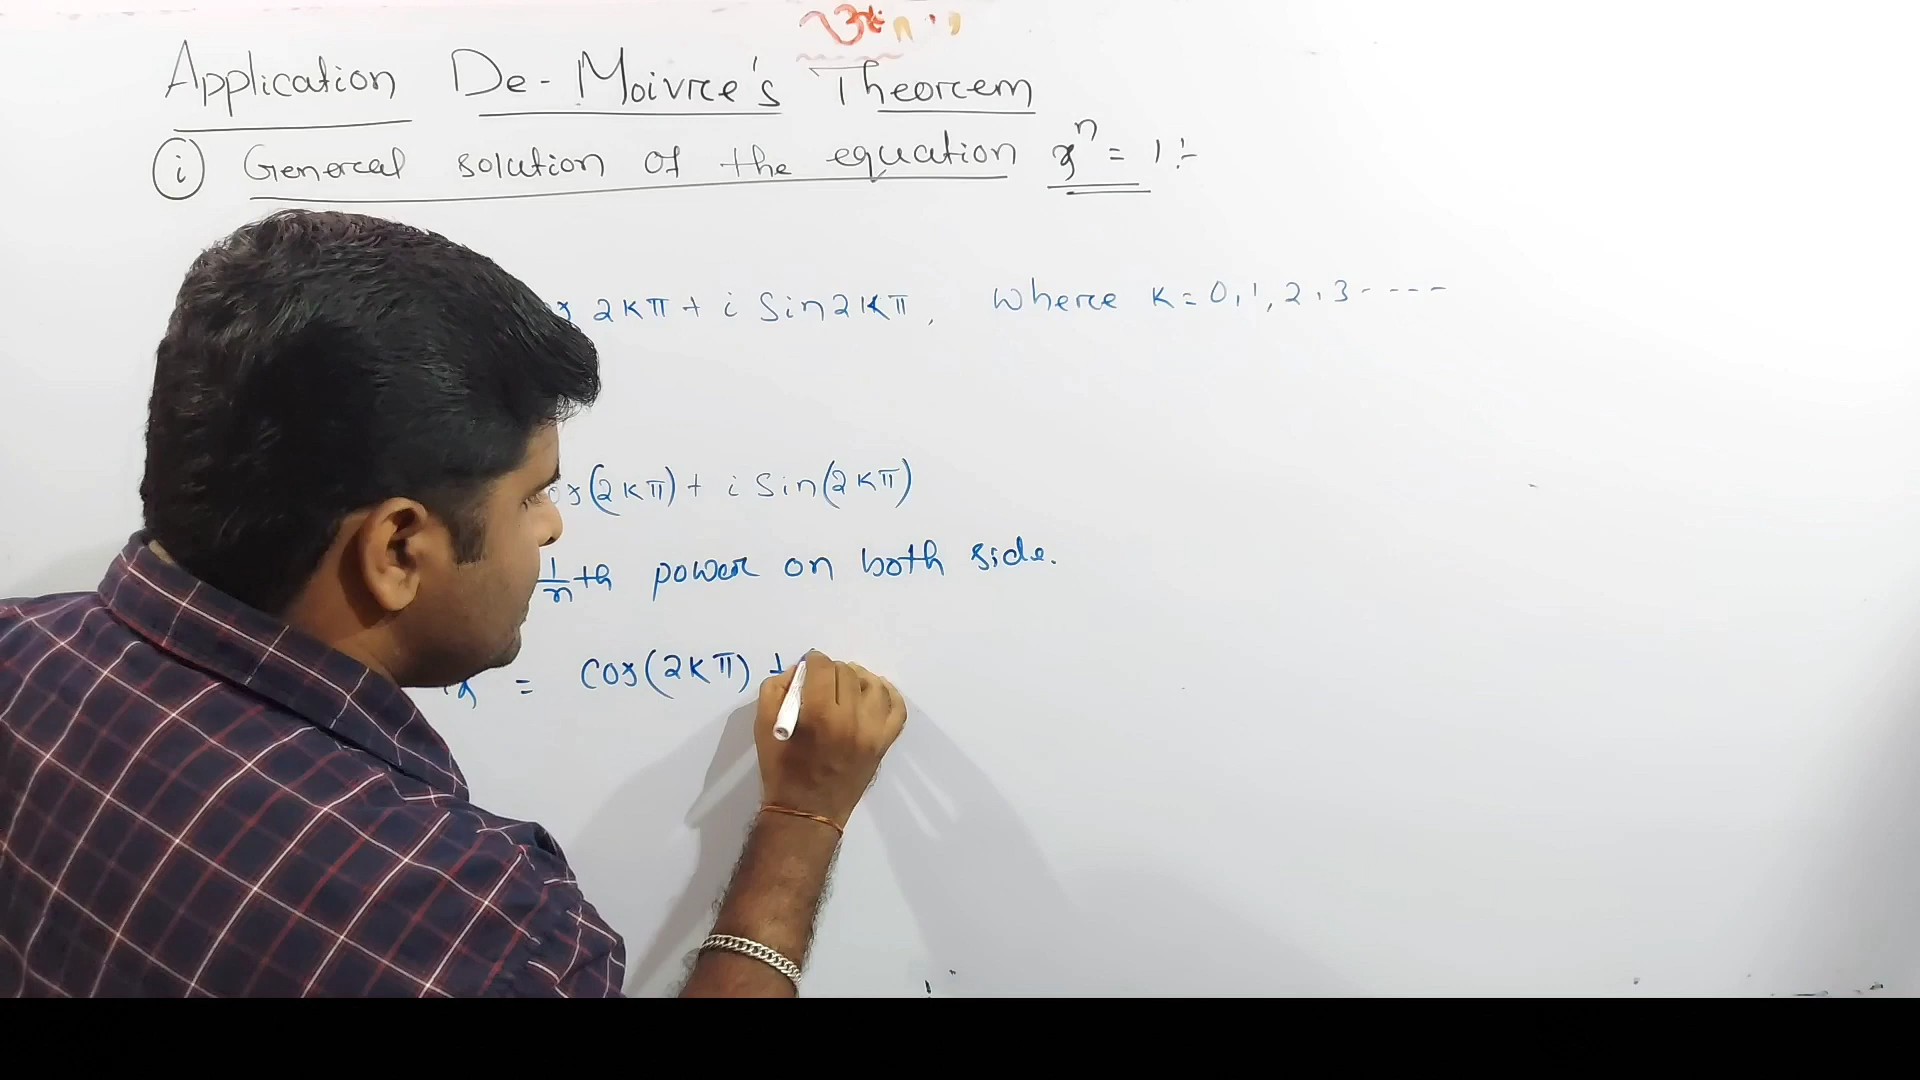 Application De-Moivre's Theorem
i General solution of the equation z^n = 1 :-
2kπ + i Sin2kπ, Where k=0,1,2,3-----
(2kπ) + i Sin(2kπ)
1/n th power on both side.
z = Cos(2kπ) +